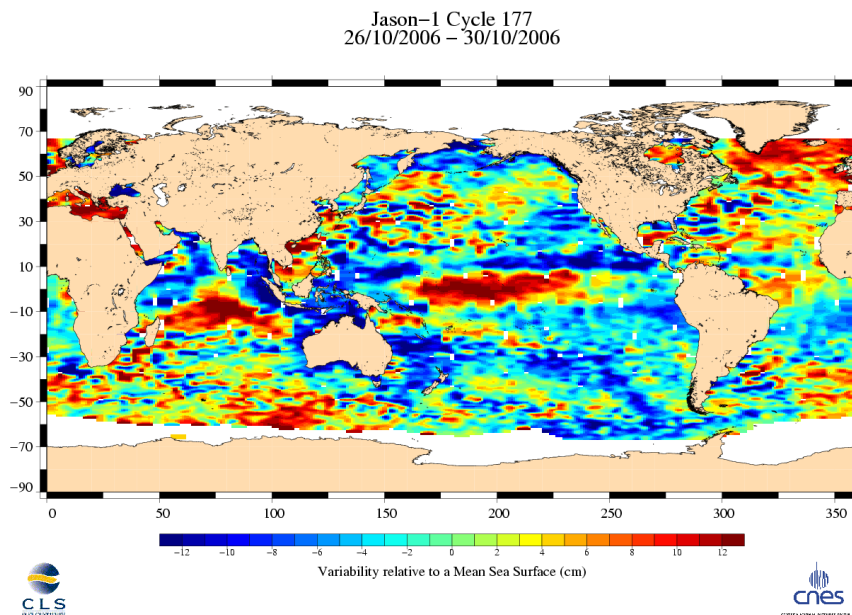 Jason-1 Cycle 177
26/10/2006 - 30/10/2006
90
70
50
30
10
-10
-30
-50
-70
-90
0 50 100 150 200 250 300 350
-12 -10 -8 -6 -4 -2 0 2 4 6 8 10 12
Variability relative to a Mean Sea Surface (cm)
CLS
cnes